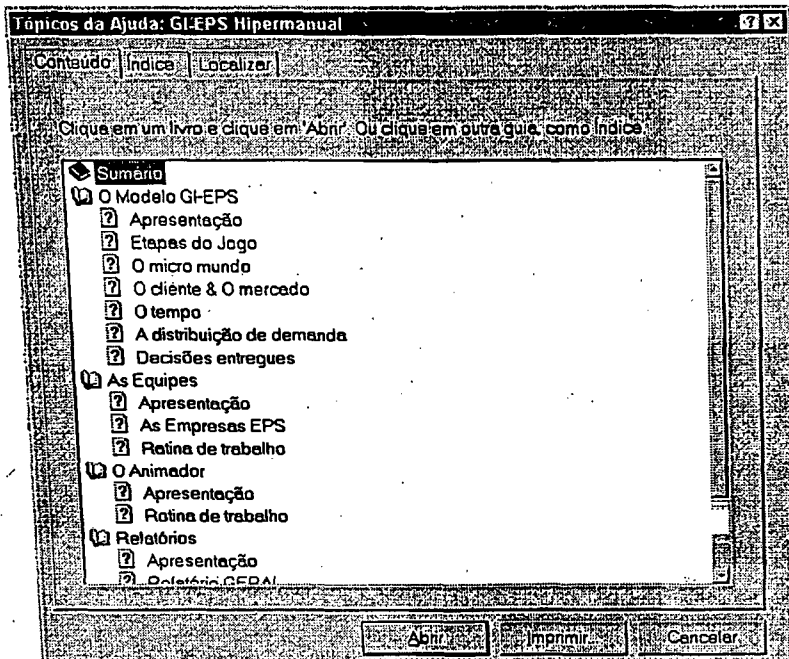 Tópicos da Ajuda: GI-EPS Hipermanual
Conteúdo Índice Localizar
Clique em um livro e clique em 'Abrir'. Ou clique em outra guia, como Índice.
Sumário
O Modelo GI-EPS
Apresentação
Etapas do Jogo
O micro mundo
O cliente & O mercado
O tempo
A distribuição de demanda
Decisões entregues
As Equipes
Apresentação
As Empresas EPS
Rotina de trabalho
O Animador
Apresentação
Rotina de trabalho
Relatórios
Apresentação
Relatório GERAL
Abrir Imprimir... Cancelar